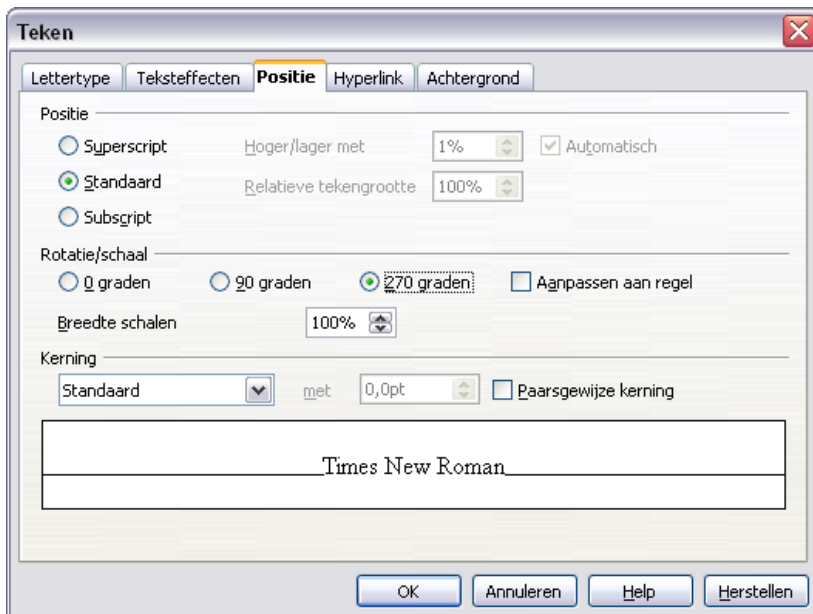 Teken
Lettertype Teksteffecten Positie Hyperlink Achtergrond
Positie
Superscript Hoger/lager met 1% Automatisch
Standaard Relatieve tekengrootte 100%
Subscript
Rotatie/schaal
0 graden 90 graden 270 graden Aanpassen aan regel
Breedte schalen 100%
Kerning
Standaard met 0,0pt Paarsgewijze kerning
Times New Roman
OK Annuleren Help Herstellen